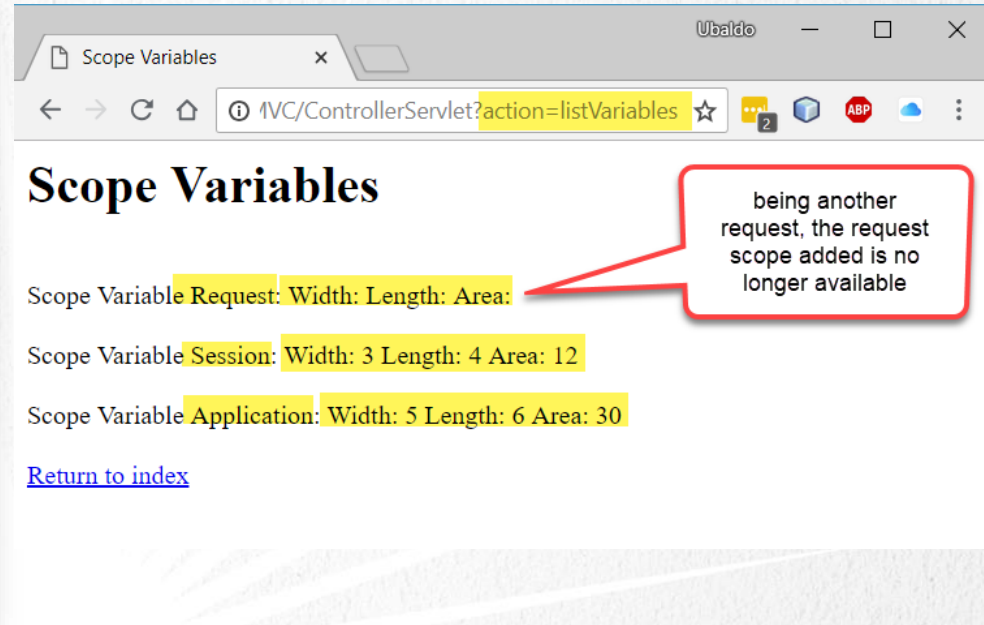 Ubaldo
Scope Variables
MVC/ControllerServlet?action=listVariables
2
ABP
Scope Variables
being another
request, the request
scope added is no
longer available
Scope Variable Request: Width: Length: Area:
Scope Variable Session: Width: 3 Length: 4 Area: 12
Scope Variable Application: Width: 5 Length: 6 Area: 30
Return to index